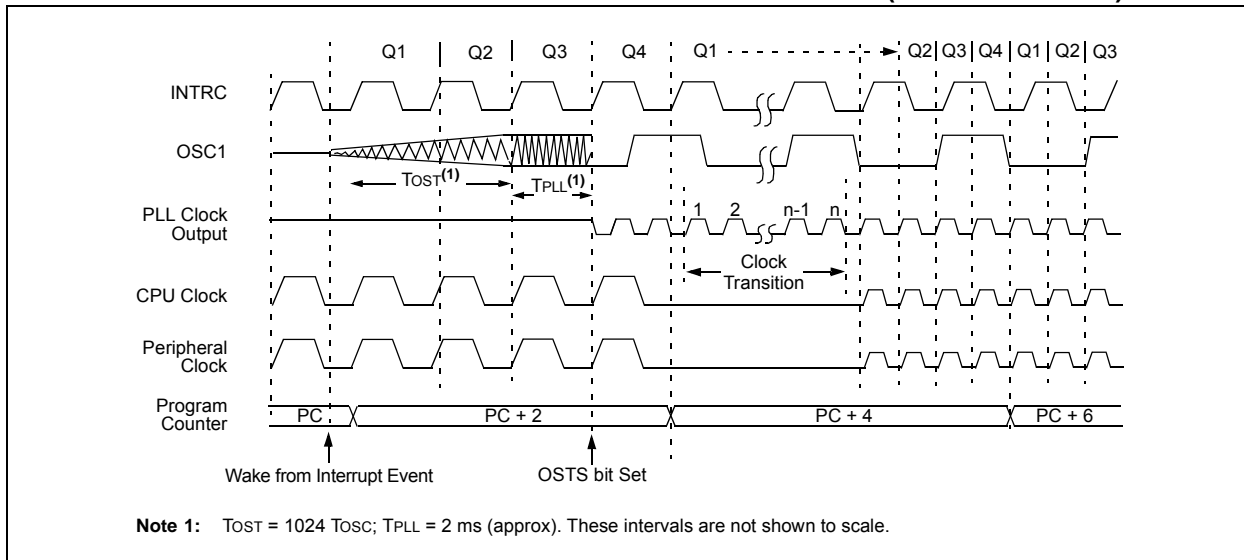 Q1 Q2 Q3 Q4 Q1 Q2 Q3 Q4 Q1 Q2 Q3
INTRC
OSC1
TOST(1) TPLL(1)
PLL Clock
Output
1 2 n-1 n
Clock
Transition
CPU Clock
Peripheral
Clock
Program
Counter
PC PC + 2 PC + 4 PC + 6
Wake from Interrupt Event OSTS bit Set
Note 1: TOST = 1024 TOSC; TPLL = 2 ms (approx). These intervals are not shown to scale.